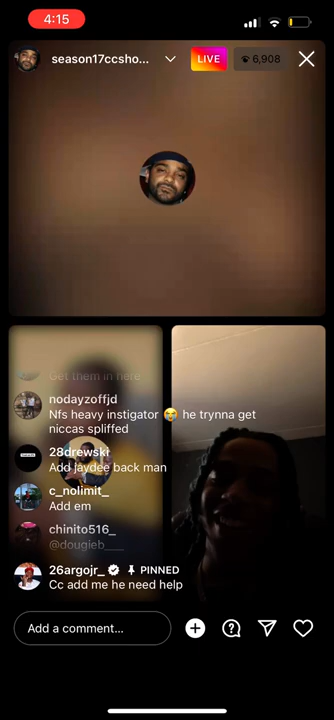 4:15
season17ccsho...
LIVE
6,908
Get them in here
nodayzoffjd
Nfs heavy instigator 😭 he trynna get
niccas spliffed
28drewski
Add jaydee back man
c_nolimit_
Add em
chinito516_
@dougieb___
26argojr_ PINNED
Cc add me he need help
Add a comment...